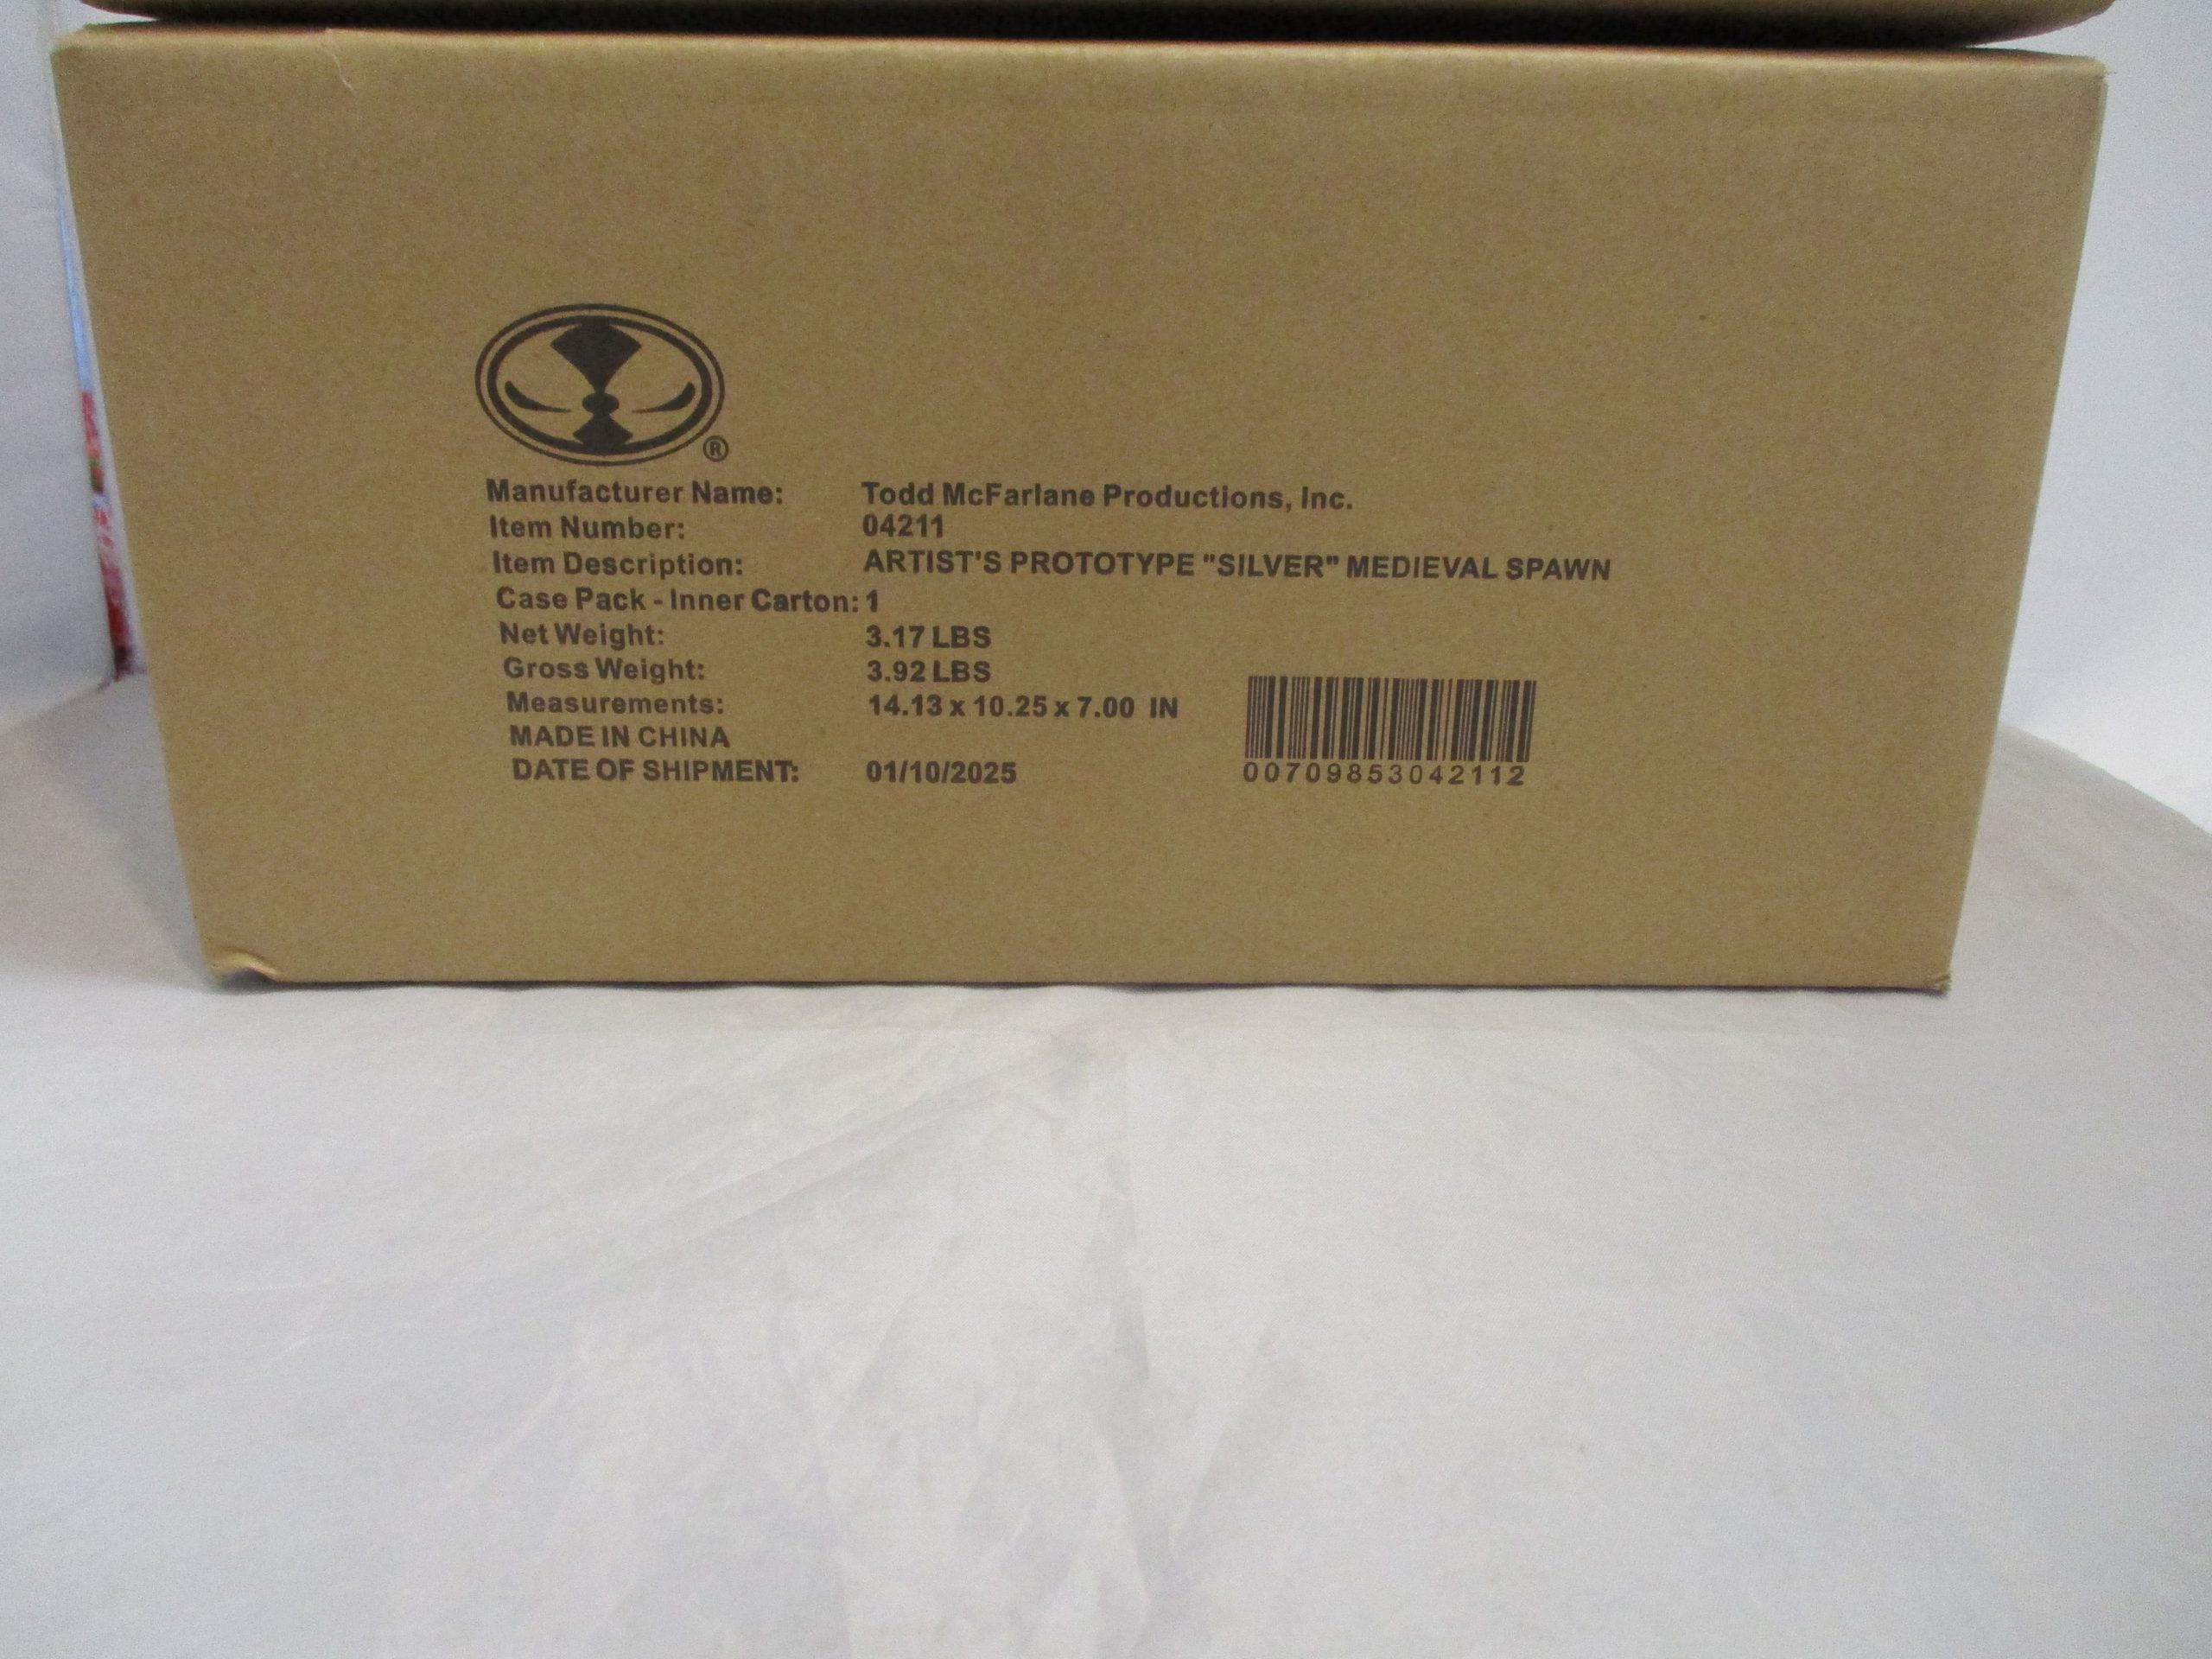 ®
Manufacturer Name: Todd McFarlane Productions, Inc.
Item Number: 04211
Item Description: ARTIST'S PROTOTYPE "SILVER" MEDIEVAL SPAWN
Case Pack - Inner Carton: 1
Net Weight: 3.17 LBS
Gross Weight: 3.92 LBS
Measurements: 14.13 x 10.25 x 7.00 IN
MADE IN CHINA
DATE OF SHIPMENT: 01/10/2025
00709853042112